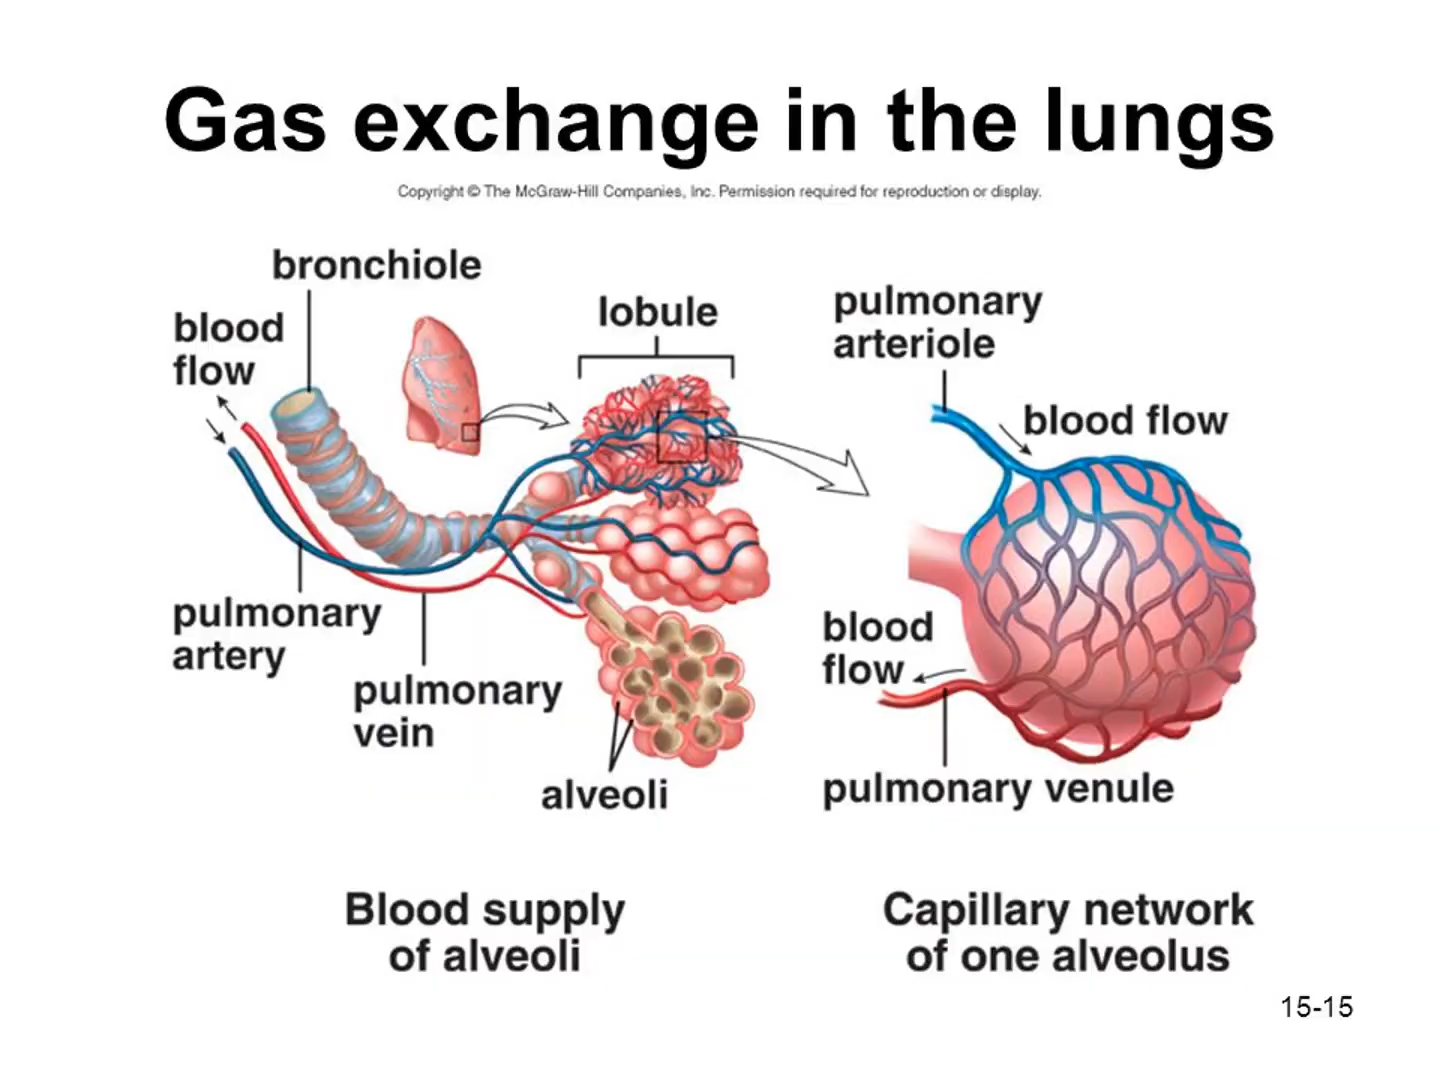 Gas exchange in the lungs
Copyright © The McGraw-Hill Companies, Inc. Permission required for reproduction or display.
bronchiole
blood
flow
lobule
pulmonary
artery
pulmonary
vein
alveoli
pulmonary
arteriole
blood flow
blood
flow
pulmonary venule
Blood supply
of alveoli
Capillary network
of one alveolus
15-15